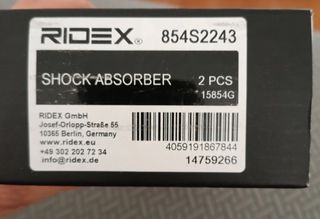 RIDEX® 854S2243
SHOCK ABSORBER 2 PCS
15854G
RIDEX GmbH
Josef-Orlopp-Straße 55
10365 Berlin, Germany
www.ridex.eu
+49 302 202 72 34
info@ridex.de
4059191867844
14759266